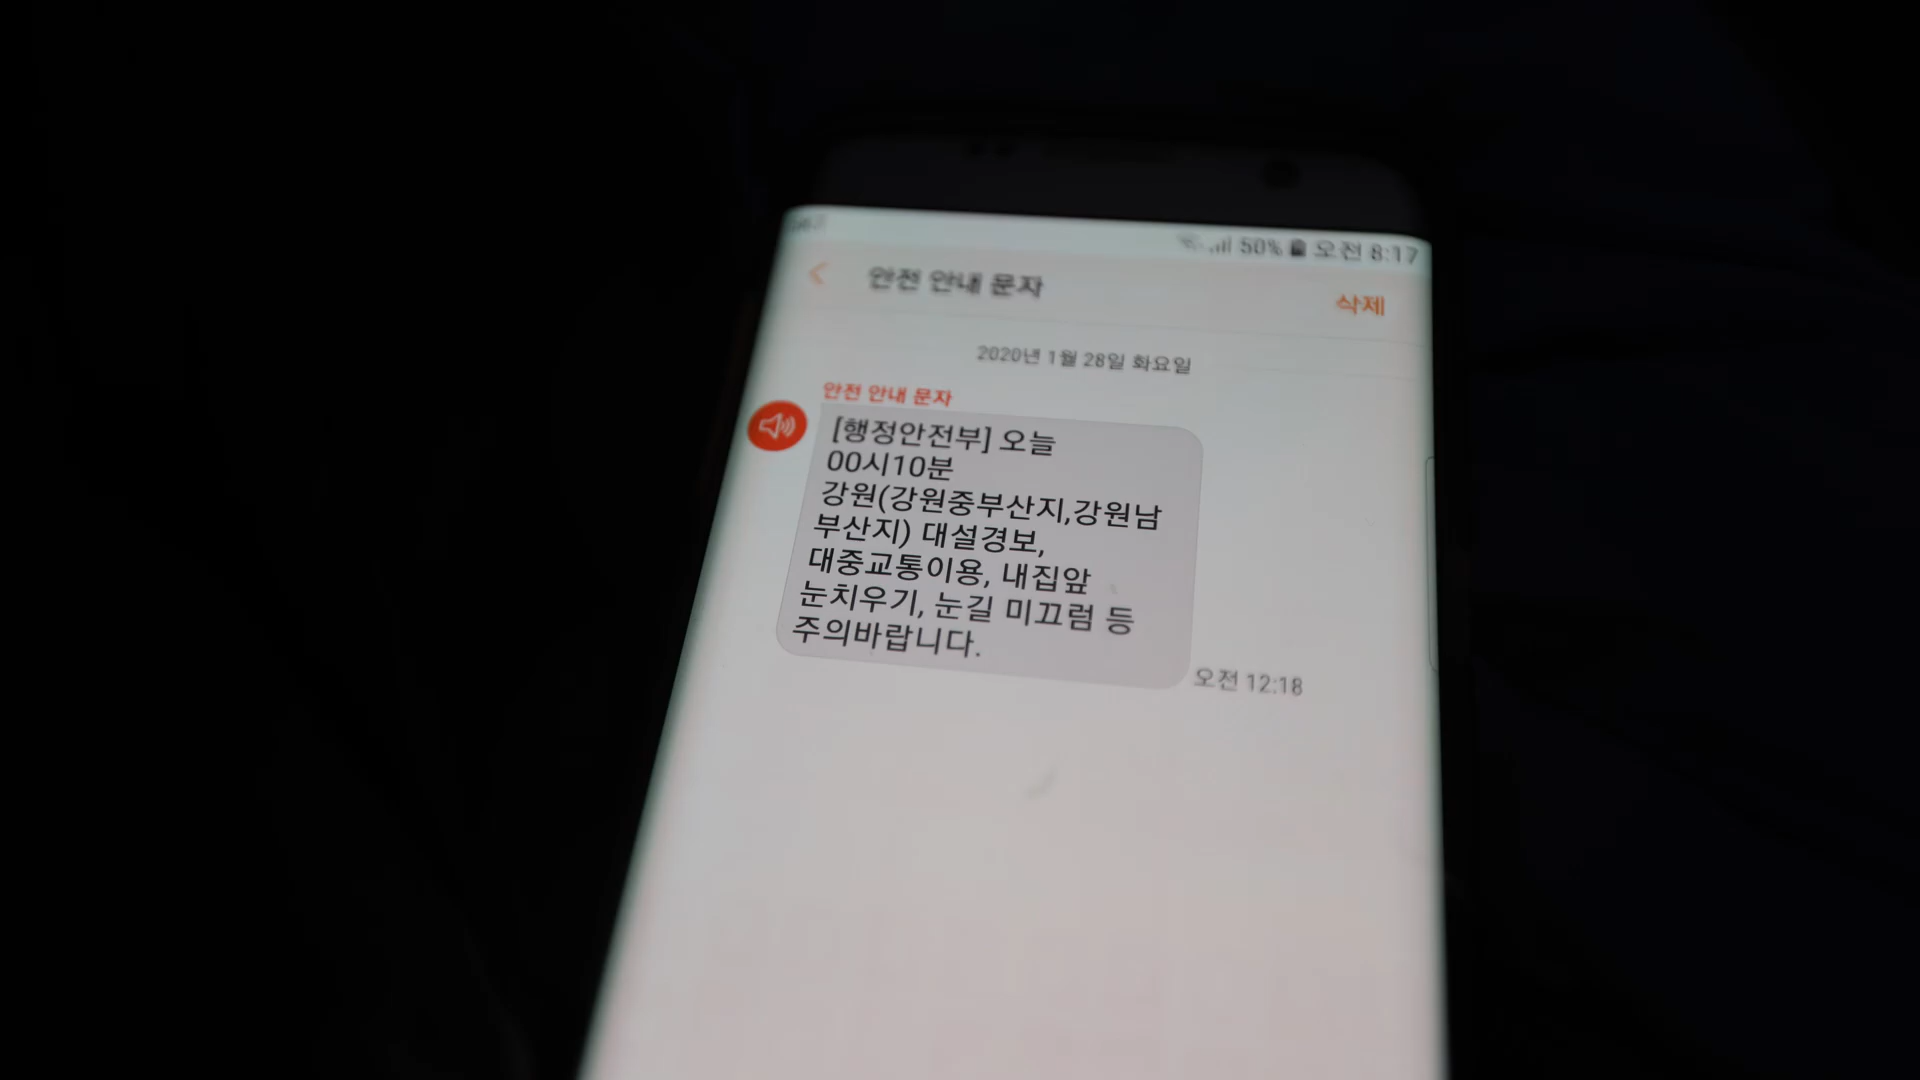 50% 오전 8:17
안전 안내 문자
삭제
2020년 1월 28일 화요일
안전 안내 문자
[행정안전부] 오늘
00시10분
강원(강원중부산지,강원남
부산지) 대설경보,
대중교통이용, 내집앞
눈치우기, 눈길 미끄럼 등
주의바랍니다.
오전 12:18